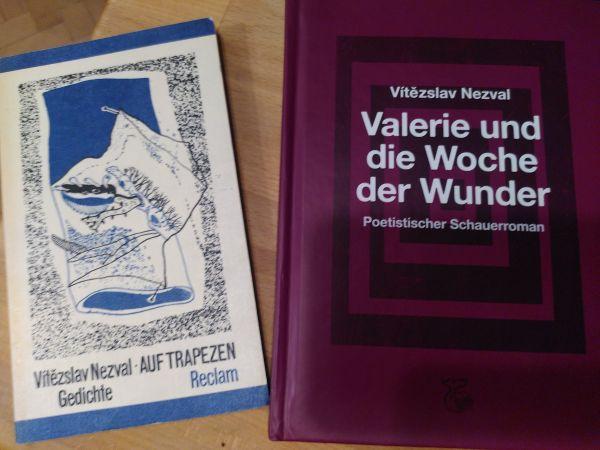 Vítězslav Nezval · AUF TRAPEZEN
Gedichte
Reclam
Vítězslav Nezval
Valerie und
die Woche
der Wunder
Poetistischer Schauerroman